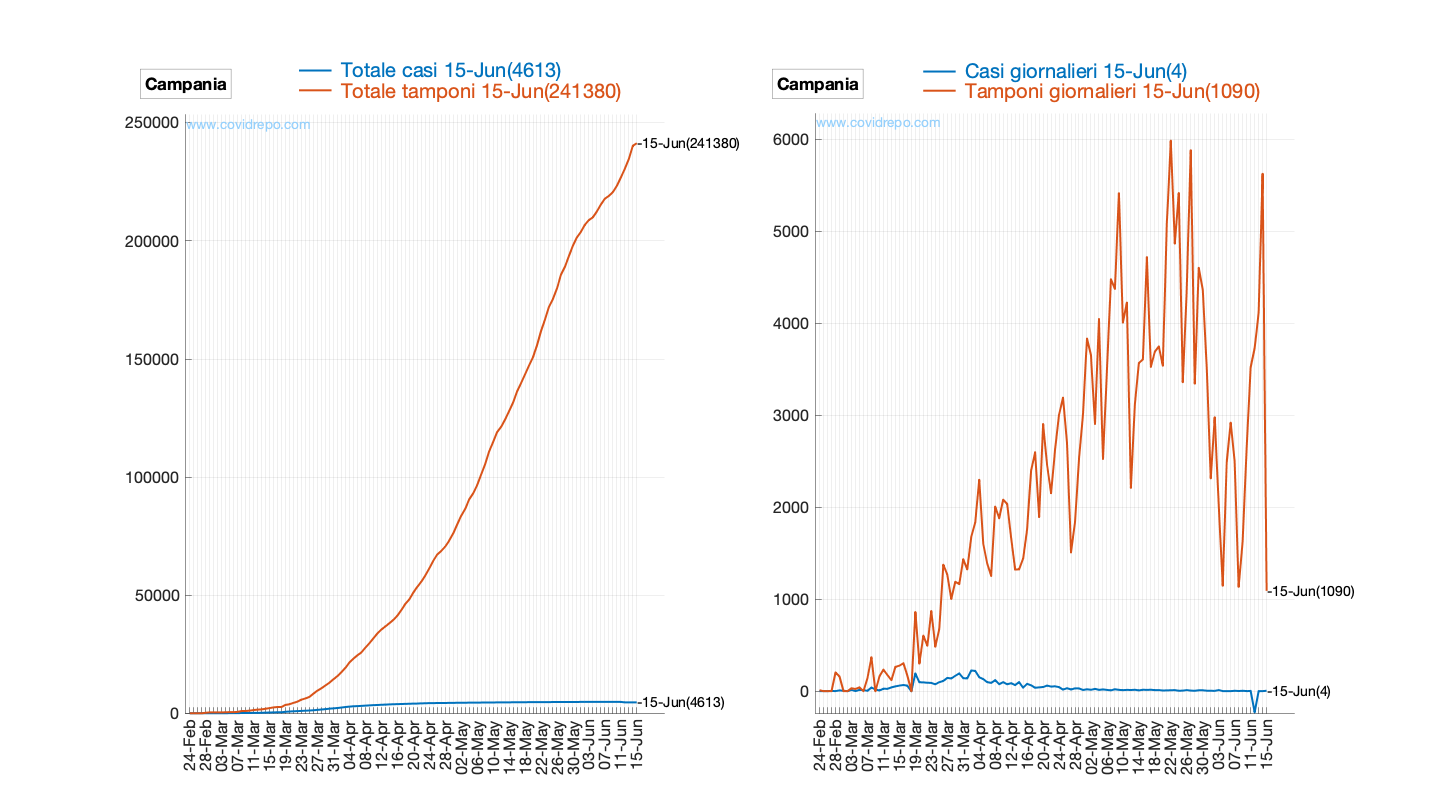 Campania
Totale casi 15-Jun(4613)
Totale tamponi 15-Jun(241380)
www.covidrepo.com
250000
200000
150000
100000
50000
0
-15-Jun(241380)
-15-Jun(4613)
24-Feb
28-Feb
03-Mar
07-Mar
11-Mar
15-Mar
19-Mar
23-Mar
27-Mar
31-Mar
04-Apr
08-Apr
12-Apr
16-Apr
20-Apr
24-Apr
28-Apr
02-May
06-May
10-May
14-May
18-May
22-May
26-May
30-May
03-Jun
07-Jun
11-Jun
15-Jun
Campania
Casi giornalieri 15-Jun(4)
Tamponi giornalieri 15-Jun(1090)
www.covidrepo.com
6000
5000
4000
3000
2000
1000
0
-15-Jun(1090)
-15-Jun(4)
24-Feb
28-Feb
03-Mar
07-Mar
11-Mar
15-Mar
19-Mar
23-Mar
27-Mar
31-Mar
04-Apr
08-Apr
12-Apr
16-Apr
20-Apr
24-Apr
28-Apr
02-May
06-May
10-May
14-May
18-May
22-May
26-May
30-May
03-Jun
07-Jun
11-Jun
15-Jun